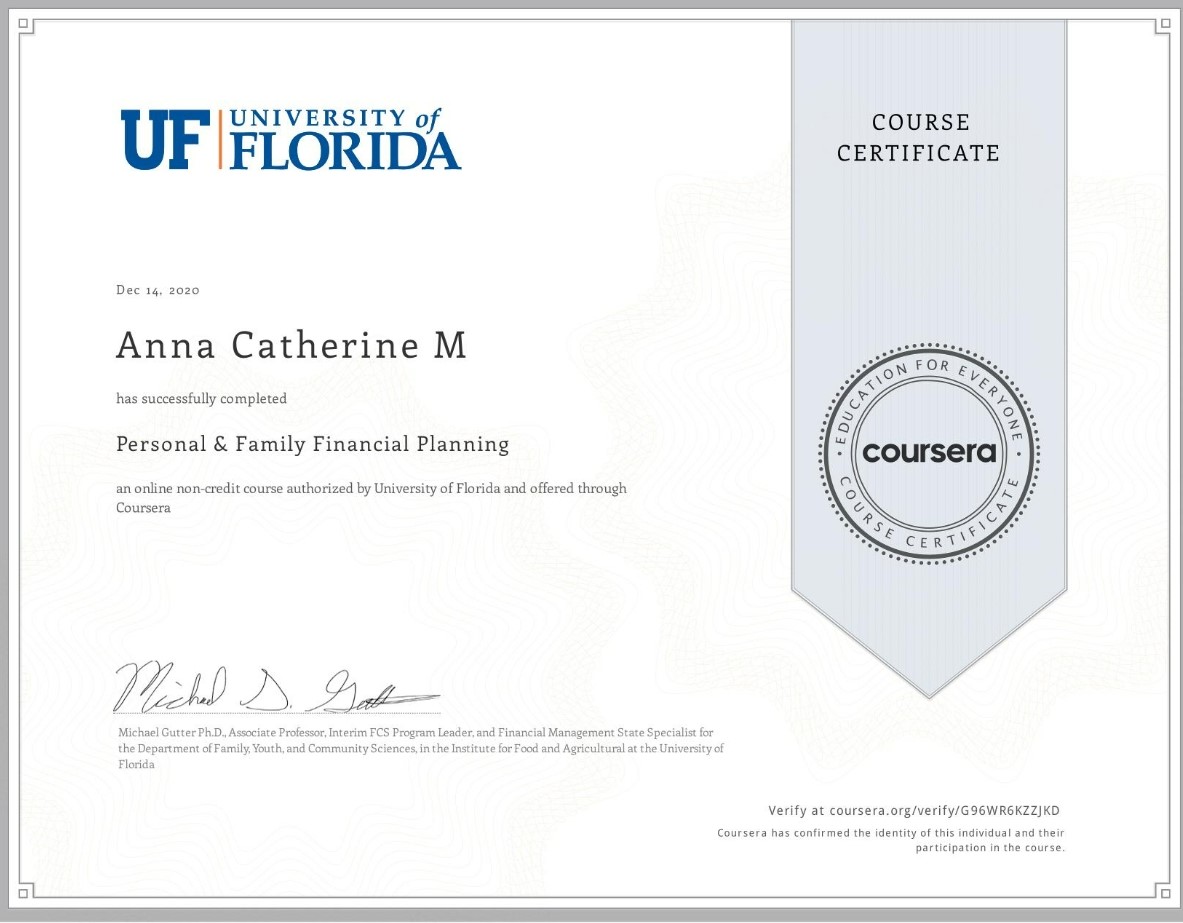 UF UNIVERSITY of
FLORIDA
COURSE
CERTIFICATE
Dec 14, 2020
Anna Catherine M
has successfully completed
Personal & Family Financial Planning
an online non-credit course authorized by University of Florida and offered through
Coursera
EDUCATION FOR EVERYONE
coursera
COURSE CERTIFICATE
Michael S. Gutter
Michael Gutter Ph.D., Associate Professor, Interim FCS Program Leader, and Financial Management State Specialist for
the Department of Family, Youth, and Community Sciences, in the Institute for Food and Agricultural at the University of
Florida
Verify at coursera.org/verify/G96WR6KZZJKD
Coursera has confirmed the identity of this individual and their
participation in the course.